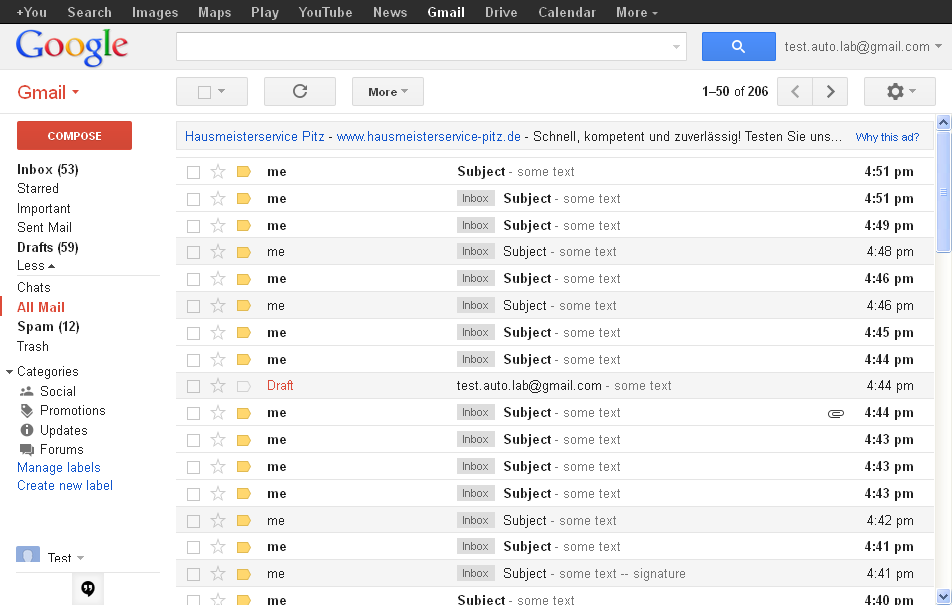 +You Search Images Maps Play YouTube News Gmail Drive Calendar More
Google
test.auto.lab@gmail.com
Gmail
More
1–50 of 206
COMPOSE
Inbox (53)
Starred
Important
Sent Mail
Drafts (59)
Less
Chats
All Mail
Spam (12)
Trash
Categories
Social
Promotions
Updates
Forums
Manage labels
Create new label
Test
Hausmeisterservice Pitz - www.hausmeisterservice-pitz.de - Schnell, kompetent und zuverlässig! Testen Sie uns... Why this ad?
me Subject - some text 4:51 pm
me Inbox Subject - some text 4:51 pm
me Inbox Subject - some text 4:49 pm
me Inbox Subject - some text 4:48 pm
me Inbox Subject - some text 4:46 pm
me Inbox Subject - some text 4:46 pm
me Inbox Subject - some text 4:45 pm
me Inbox Subject - some text 4:44 pm
Draft test.auto.lab@gmail.com - some text 4:44 pm
me Inbox Subject - some text 4:44 pm
me Inbox Subject - some text 4:43 pm
me Inbox Subject - some text 4:43 pm
me Inbox Subject - some text 4:43 pm
me Inbox Subject - some text 4:42 pm
me Inbox Subject - some text 4:41 pm
me Inbox Subject - some text -- signature 4:41 pm
me Subject - some text 4:40 pm